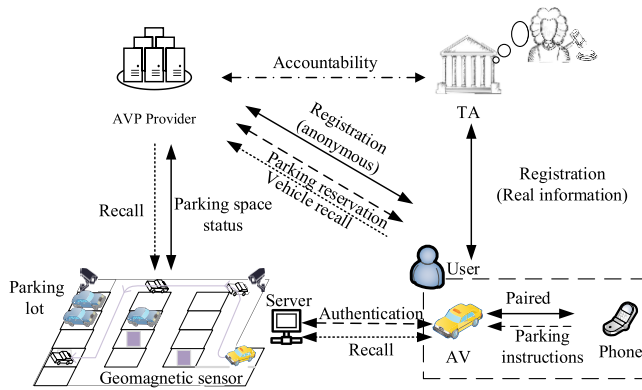 Accountability
AVP Provider
TA
Registration
(anonymous)
Parking reservation
Vehicle recall
Registration
(Real information)
Recall
Parking space
status
User
Parking
lot
Server
Authentication
Recall
Paired
Parking
instructions
AV
Phone
Geomagnetic sensor